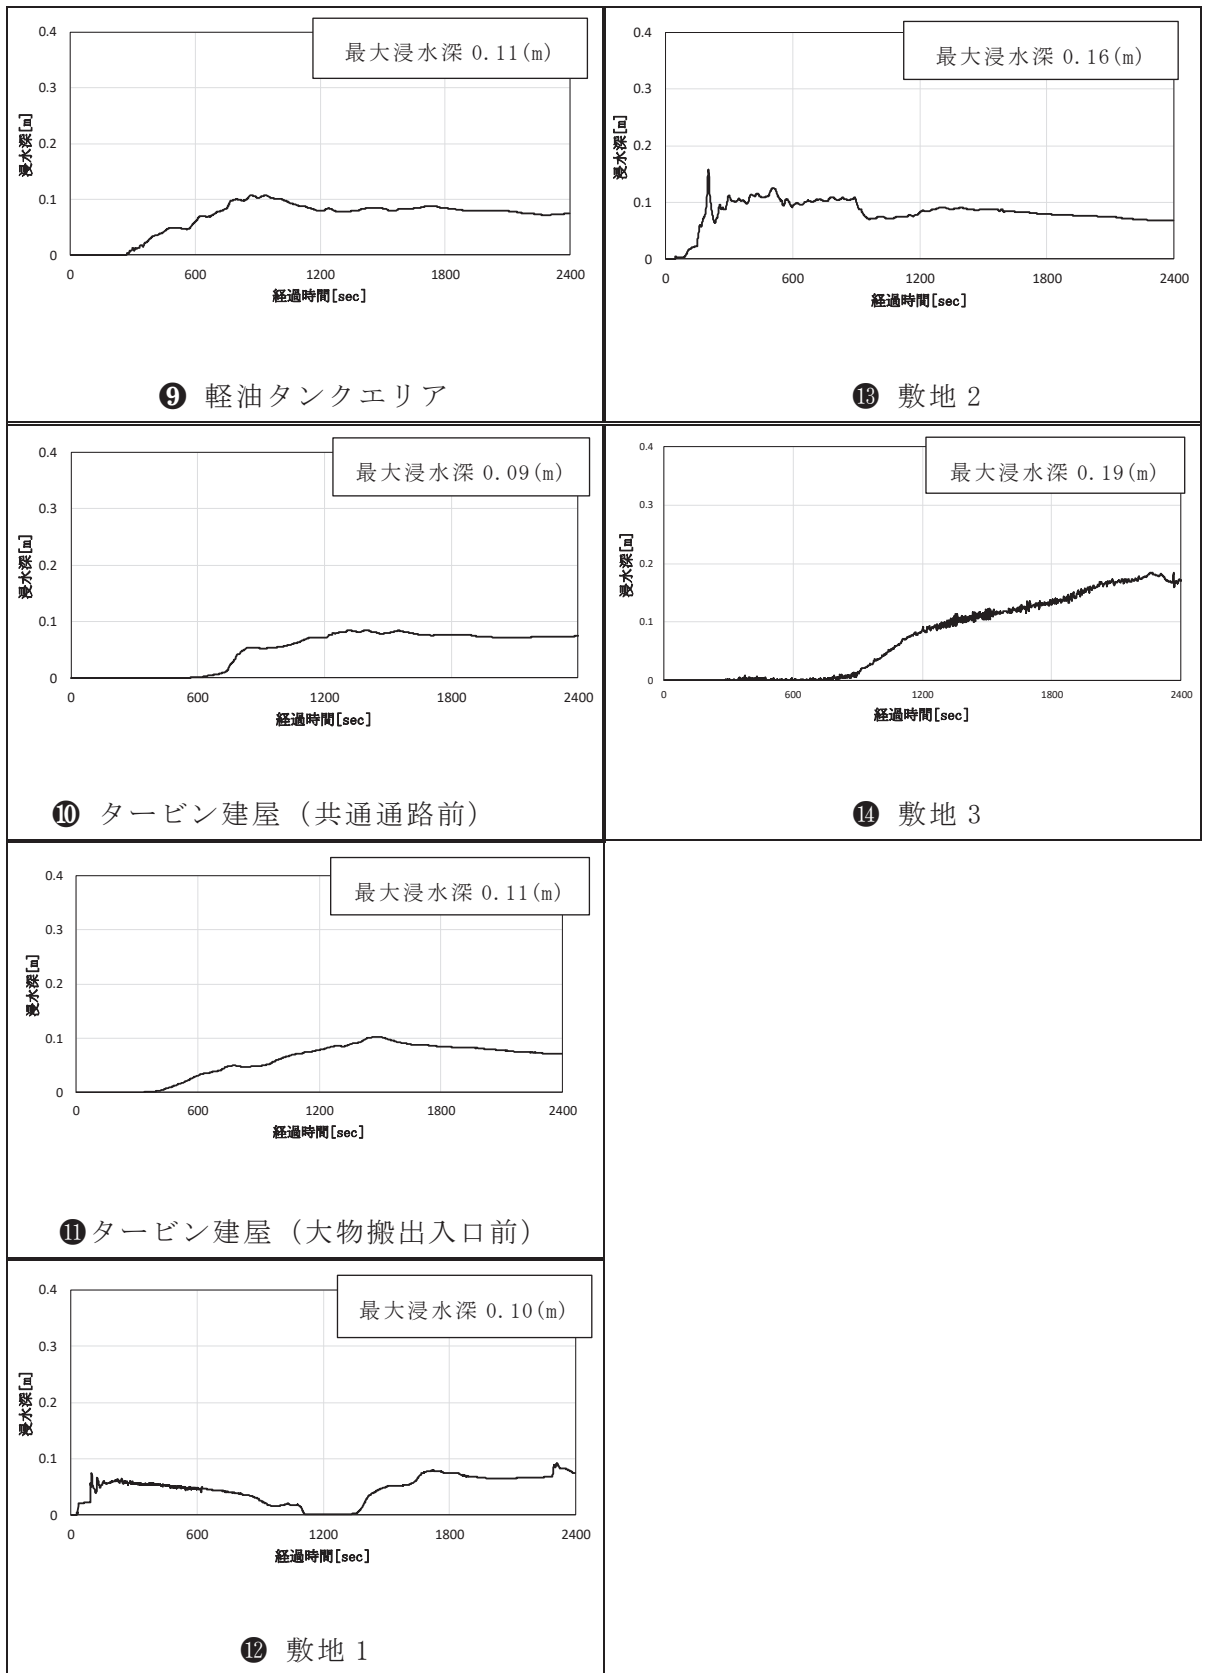 最大浸水深 0.11(m)
浸水深[m]
0.4
0.3
0.2
0.1
0
0 600 1200 1800 2400
経過時間[sec]
❾ 軽油タンクエリア
最大浸水深 0.16(m)
浸水深[m]
0.4
0.3
0.2
0.1
0
0 600 1200 1800 2400
経過時間[sec]
⓭ 敷地 2
最大浸水深 0.09(m)
浸水深[m]
0.4
0.3
0.2
0.1
0
0 600 1200 1800 2400
経過時間[sec]
❿ タービン建屋（共通通路前）
最大浸水深 0.19(m)
浸水深[m]
0.4
0.3
0.2
0.1
0
0 600 1200 1800 2400
経過時間[sec]
⓮ 敷地 3
最大浸水深 0.11(m)
浸水深[m]
0.4
0.3
0.2
0.1
0
0 600 1200 1800 2400
経過時間[sec]
⓫タービン建屋（大物搬出入口前）
最大浸水深 0.10(m)
浸水深[m]
0.4
0.3
0.2
0.1
0
0 600 1200 1800 2400
経過時間[sec]
⓬ 敷地 1